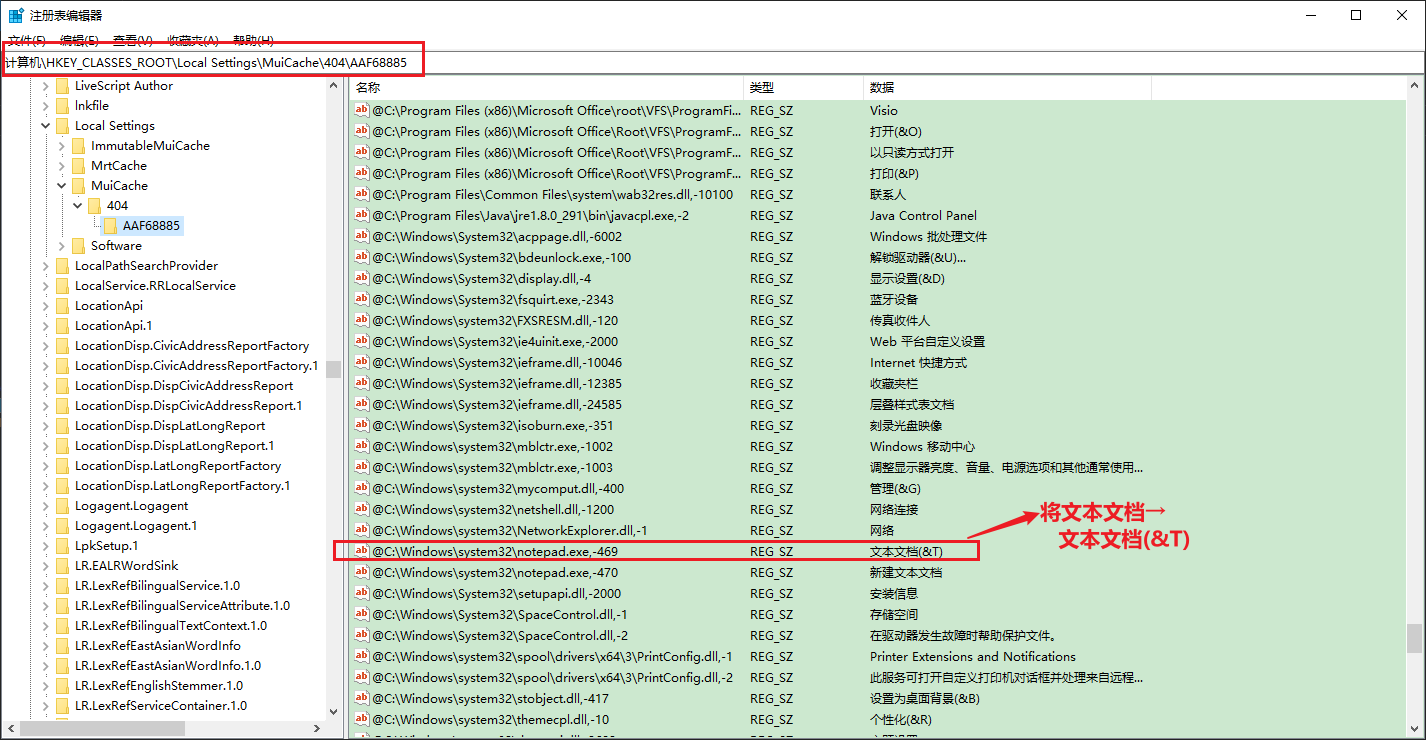 注册表编辑器
文件(F) 编辑(E) 查看(V) 收藏夹(A) 帮助(H)
计算机\HKEY_CLASSES_ROOT\Local Settings\MuiCache\404\AAF68885
LiveScript Author
lnkfile
Local Settings
ImmutableMuiCache
MrtCache
MuiCache
404
AAF68885
Software
LocalPathSearchProvider
LocalService.RRLocalService
LocationApi
LocationApi.1
LocationDisp.CivicAddressReportFactory
LocationDisp.CivicAddressReportFactory.1
LocationDisp.DispCivicAddressReport
LocationDisp.DispCivicAddressReport.1
LocationDisp.DispLatLongReport
LocationDisp.DispLatLongReport.1
LocationDisp.LatLongReportFactory
LocationDisp.LatLongReportFactory.1
Logagent.Logagent
Logagent.Logagent.1
LpkSetup.1
LR.EALRWordSink
LR.LexRefBilingualService.1.0
LR.LexRefBilingualServiceAttribute.1.0
LR.LexRefBilingualTextContext.1.0
LR.LexRefEastAsianWordInfo
LR.LexRefEastAsianWordInfo.1.0
LR.LexRefEnglishStemmer.1.0
LR.LexRefServiceContainer.1.0
名称 类型 数据
@C:\Program Files (x86)\Microsoft Office\root\VFS\ProgramFi... REG_SZ Visio
@C:\Program Files (x86)\Microsoft Office\Root\VFS\ProgramF... REG_SZ 打开(&O)
@C:\Program Files (x86)\Microsoft Office\Root\VFS\ProgramF... REG_SZ 以只读方式打开
@C:\Program Files (x86)\Microsoft Office\Root\VFS\ProgramF... REG_SZ 打印(&P)
@C:\Program Files\Common Files\system\wab32res.dll,-10100 REG_SZ 联系人
@C:\Program Files\Java\jre1.8.0_291\bin\javacpl.exe,-2 REG_SZ Java Control Panel
@C:\Windows\System32\acppage.dll,-6002 REG_SZ Windows 批处理文件
@C:\Windows\System32\bdeunlock.exe,-100 REG_SZ 解锁驱动器(&U)...
@C:\Windows\System32\display.dll,-4 REG_SZ 显示设置(&D)
@C:\Windows\System32\fsquirt.exe,-2343 REG_SZ 蓝牙设备
@C:\Windows\system32\FXSRESM.dll,-120 REG_SZ 传真收件人
@C:\Windows\System32\ie4uinit.exe,-2000 REG_SZ Web 平台自定义设置
@C:\Windows\System32\ieframe.dll,-10046 REG_SZ Internet 快捷方式
@C:\Windows\System32\ieframe.dll,-12385 REG_SZ 收藏夹栏
@C:\Windows\System32\ieframe.dll,-24585 REG_SZ 层叠样式表文档
@C:\Windows\System32\isoburn.exe,-351 REG_SZ 刻录光盘映像
@C:\Windows\system32\mblctr.exe,-1002 REG_SZ Windows 移动中心
@C:\Windows\system32\mblctr.exe,-1003 REG_SZ 调整显示器亮度、音量、电源选项和其他通常使用...
@C:\Windows\system32\mycomput.dll,-400 REG_SZ 管理(&G)
@C:\Windows\system32\netshell.dll,-1200 REG_SZ 网络连接
@C:\Windows\system32\NetworkExplorer.dll,-1 REG_SZ 网络
@C:\Windows\system32\notepad.exe,-469 REG_SZ 文本文档(&T)
将文本文档→
文本文档(&T)
@C:\Windows\system32\notepad.exe,-470 REG_SZ 新建文本文档
@C:\Windows\System32\setupapi.dll,-2000 REG_SZ 安装信息
@C:\Windows\System32\SpaceControl.dll,-1 REG_SZ 存储空间
@C:\Windows\System32\SpaceControl.dll,-2 REG_SZ 在驱动器发生故障时帮助保护文件。
@C:\Windows\system32\spool\drivers\x64\3\PrintConfig.dll,-1 REG_SZ Printer Extensions and Notifications
@C:\Windows\system32\spool\drivers\x64\3\PrintConfig.dll,-2 REG_SZ 此服务可打开自定义打印机对话框并处理来自远程...
@C:\Windows\System32\stobject.dll,-417 REG_SZ 设置为桌面背景(&B)
@C:\Windows\System32\themecpl.dll,-10 REG_SZ 个性化(&R)